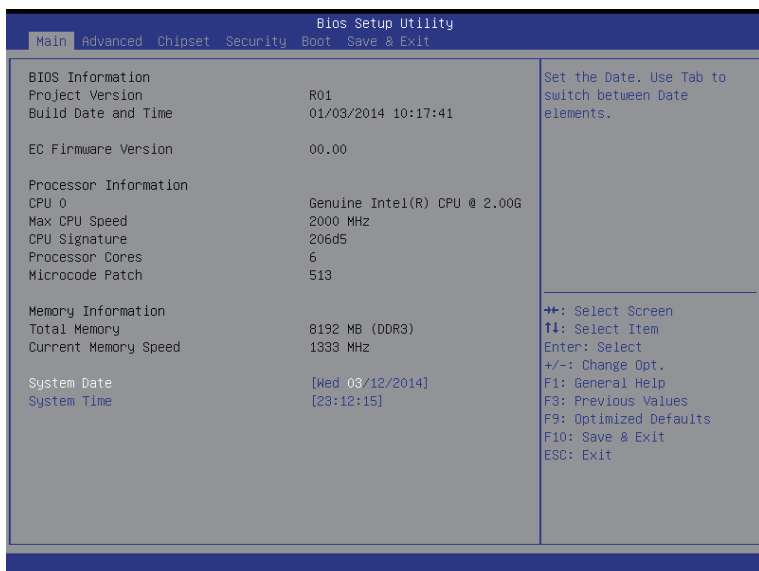 Bios Setup Utility
Main Advanced Chipset Security Boot Save & Exit
BIOS Information
Project Version R01
Build Date and Time 01/03/2014 10:17:41
EC Firmware Version 00.00
Processor Information
CPU 0 Genuine Intel(R) CPU @ 2.00G
Max CPU Speed 2000 MHz
CPU Signature 206d5
Processor Cores 6
Microcode Patch 513
Memory Information
Total Memory 8192 MB (DDR3)
Current Memory Speed 1333 MHz
System Date [Wed 03/12/2014]
System Time [23:12:15]
Set the Date. Use Tab to
switch between Date
elements.
→←: Select Screen
↑↓: Select Item
Enter: Select
+/-: Change Opt.
F1: General Help
F3: Previous Values
F9: Optimized Defaults
F10: Save & Exit
ESC: Exit